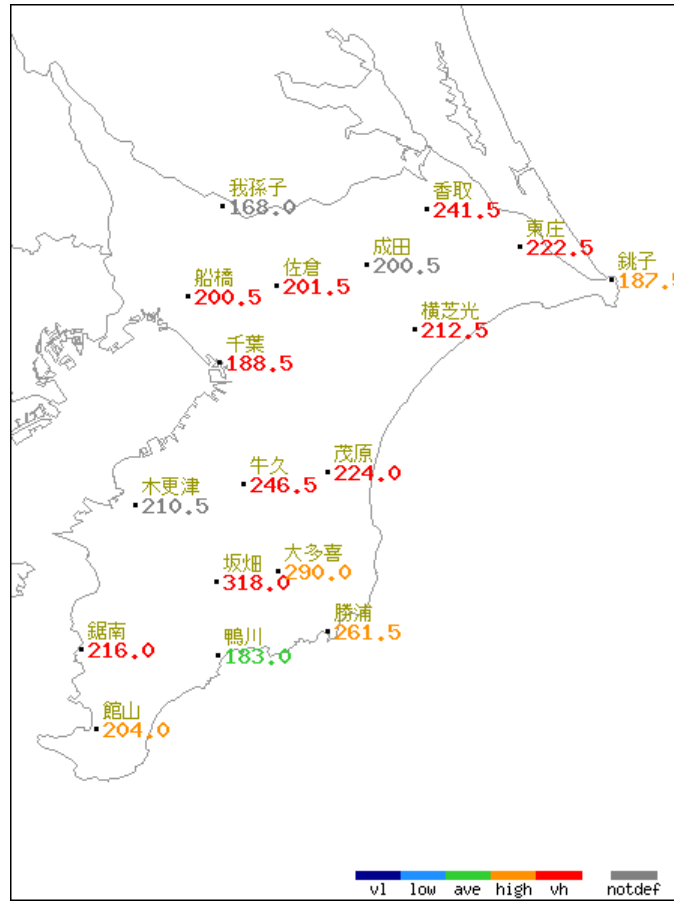 我孫子
168.0
香取
241.5
東庄
222.5
成田
200.5
銚子
187.5
船橋
200.5
佐倉
201.5
横芝光
212.5
千葉
188.5
牛久
246.5
茂原
224.0
木更津
210.5
坂畑
318.0
大多喜
290.0
勝浦
261.5
鋸南
216.0
鴨川
183.0
館山
204.0
vl low ave high vh notdef